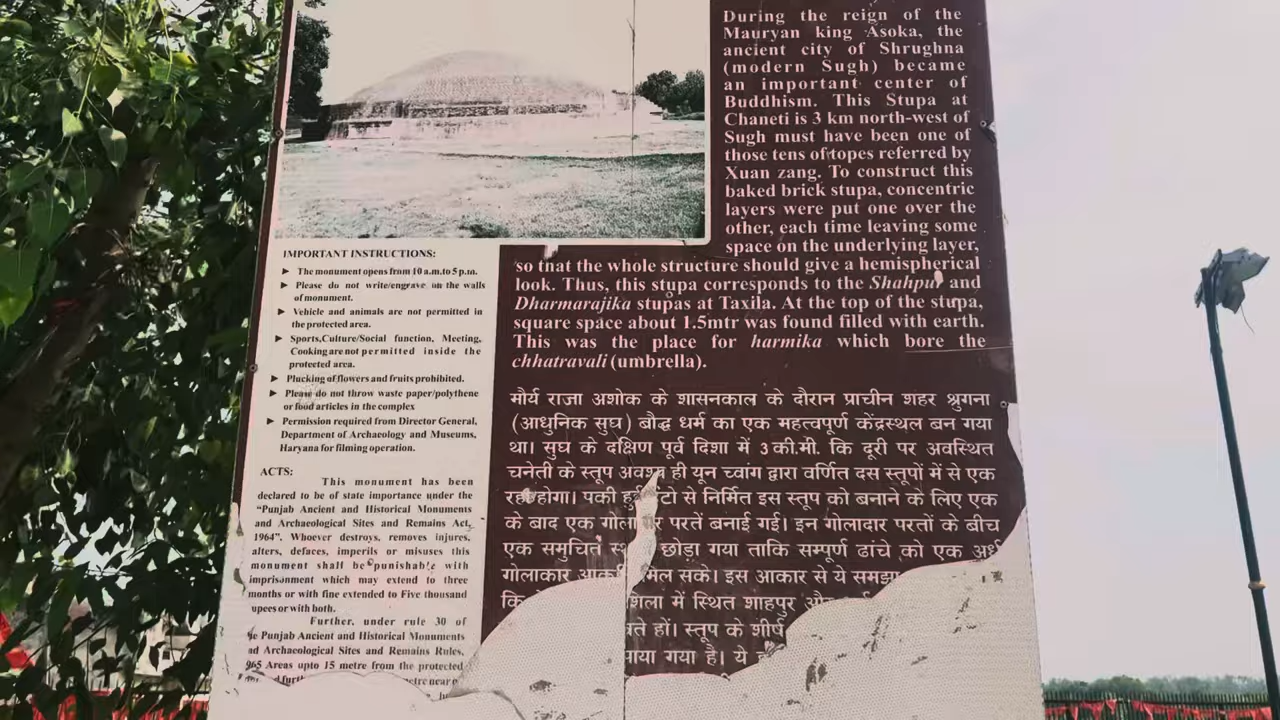 During the reign of the
Mauryan king Asoka, the
ancient city of Shrughna
(modern Sugh) became
an important center of
Buddhism. This Stupa at
Chaneti is 3 km north-west of
Sugh must have been one of
those tens of topes referred by
Xuan zang. To construct this
baked brick stupa, concentric
layers were put one over the
other, each time leaving some
space on the underlying layer,
so that the whole structure should give a hemispherical
look. Thus, this stupa corresponds to the Shahpur and
Dharmarajika stupas at Taxila. At the top of the stupa,
square space about 1.5mtr was found filled with earth.
This was the place for harmika which bore the
chhatravali (umbrella).
मौर्य राजा अशोक के शासनकाल के दौरान प्राचीन शहर श्रुगना
(आधुनिक सुघ) बौद्ध धर्म का एक महत्वपूर्ण केंद्रस्थल बन गया
था। सुघ के दक्षिण पूर्व दिशा में 3 की.मी. कि दूरी पर अवस्थित
चनेती के स्तूप अवश्य ही यून च्वांग द्वारा वर्णित दस स्तूपों में से एक
रहा होगा। पकी हुई ईंटो से निर्मित इस स्तूप को बनाने के लिए एक
के बाद एक परतें बनाई गई। इन गोलादार परतों के बीच
एक समुचित छोड़ा गया ताकि सम्पूर्ण ढांचे को एक
गोलाकार मिल सके। इस आकार से ये
में स्थित शाहपुर
हों। स्तूप के शीर्ष
पाया गया है। ये
IMPORTANT INSTRUCTIONS:
► The monument opens from 10 a.m.to 5 p.m.
► Please do not write/engrave on the walls
of monument.
► Vehicle and animals are not permitted in
the protected area.
► Sports,Culture/Social function, Meeting,
Cooking are not permitted inside the
protected area.
► Plucking of flowers and fruits prohibited.
► Please do not throw waste paper/polythene
or food articles in the complex
► Permission required from Director General,
Department of Archaeology and Museums,
Haryana for filming operation.
ACTS:
This monument has been
declared to be of state importance under the
"Punjab Ancient and Historical Monuments
and Archaeological Sites and Remains Act,
1964". Whoever destroys, removes injures,
alters, defaces, imperils or misuses this
monument shall be punishable with
imprisonment which may extend to three
months or with fine extended to Five thousand
upees or with both.
Further, under rule 30 of
Punjab Ancient and Historical Monuments
Archaeological Sites and Remains Rules,
Areas upto 15 metre from the protected